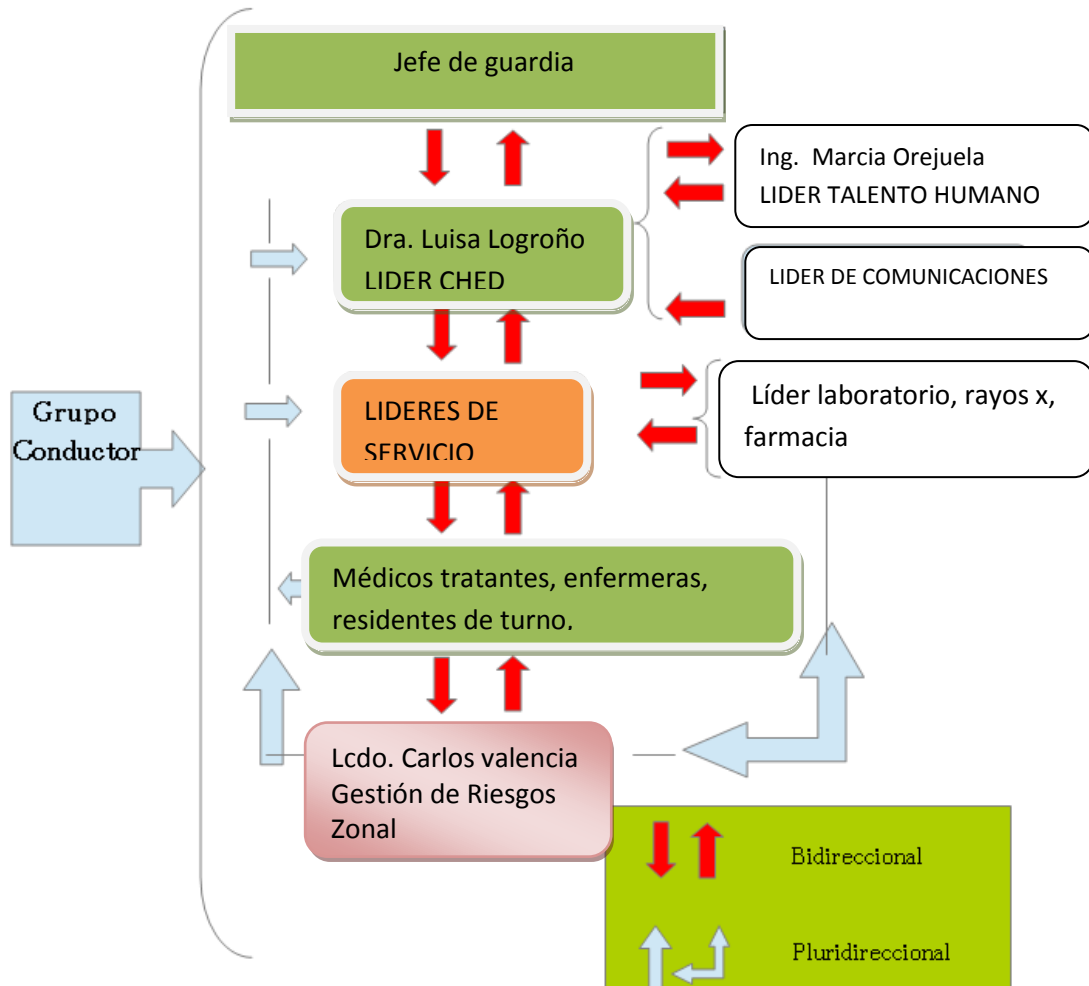 Jefe de guardia
Ing. Marcia Orejuela
LIDER TALENTO HUMANO
Dra. Luisa Logroño
LIDER CHED
LIDER DE COMUNICACIONES
Grupo
Conductor
LIDERES DE
SERVICIO
Líder laboratorio, rayos x,
farmacia
Médicos tratantes, enfermeras,
residentes de turno.
Lcdo. Carlos valencia
Gestión de Riesgos
Zonal
Bidireccional
Pluridireccional